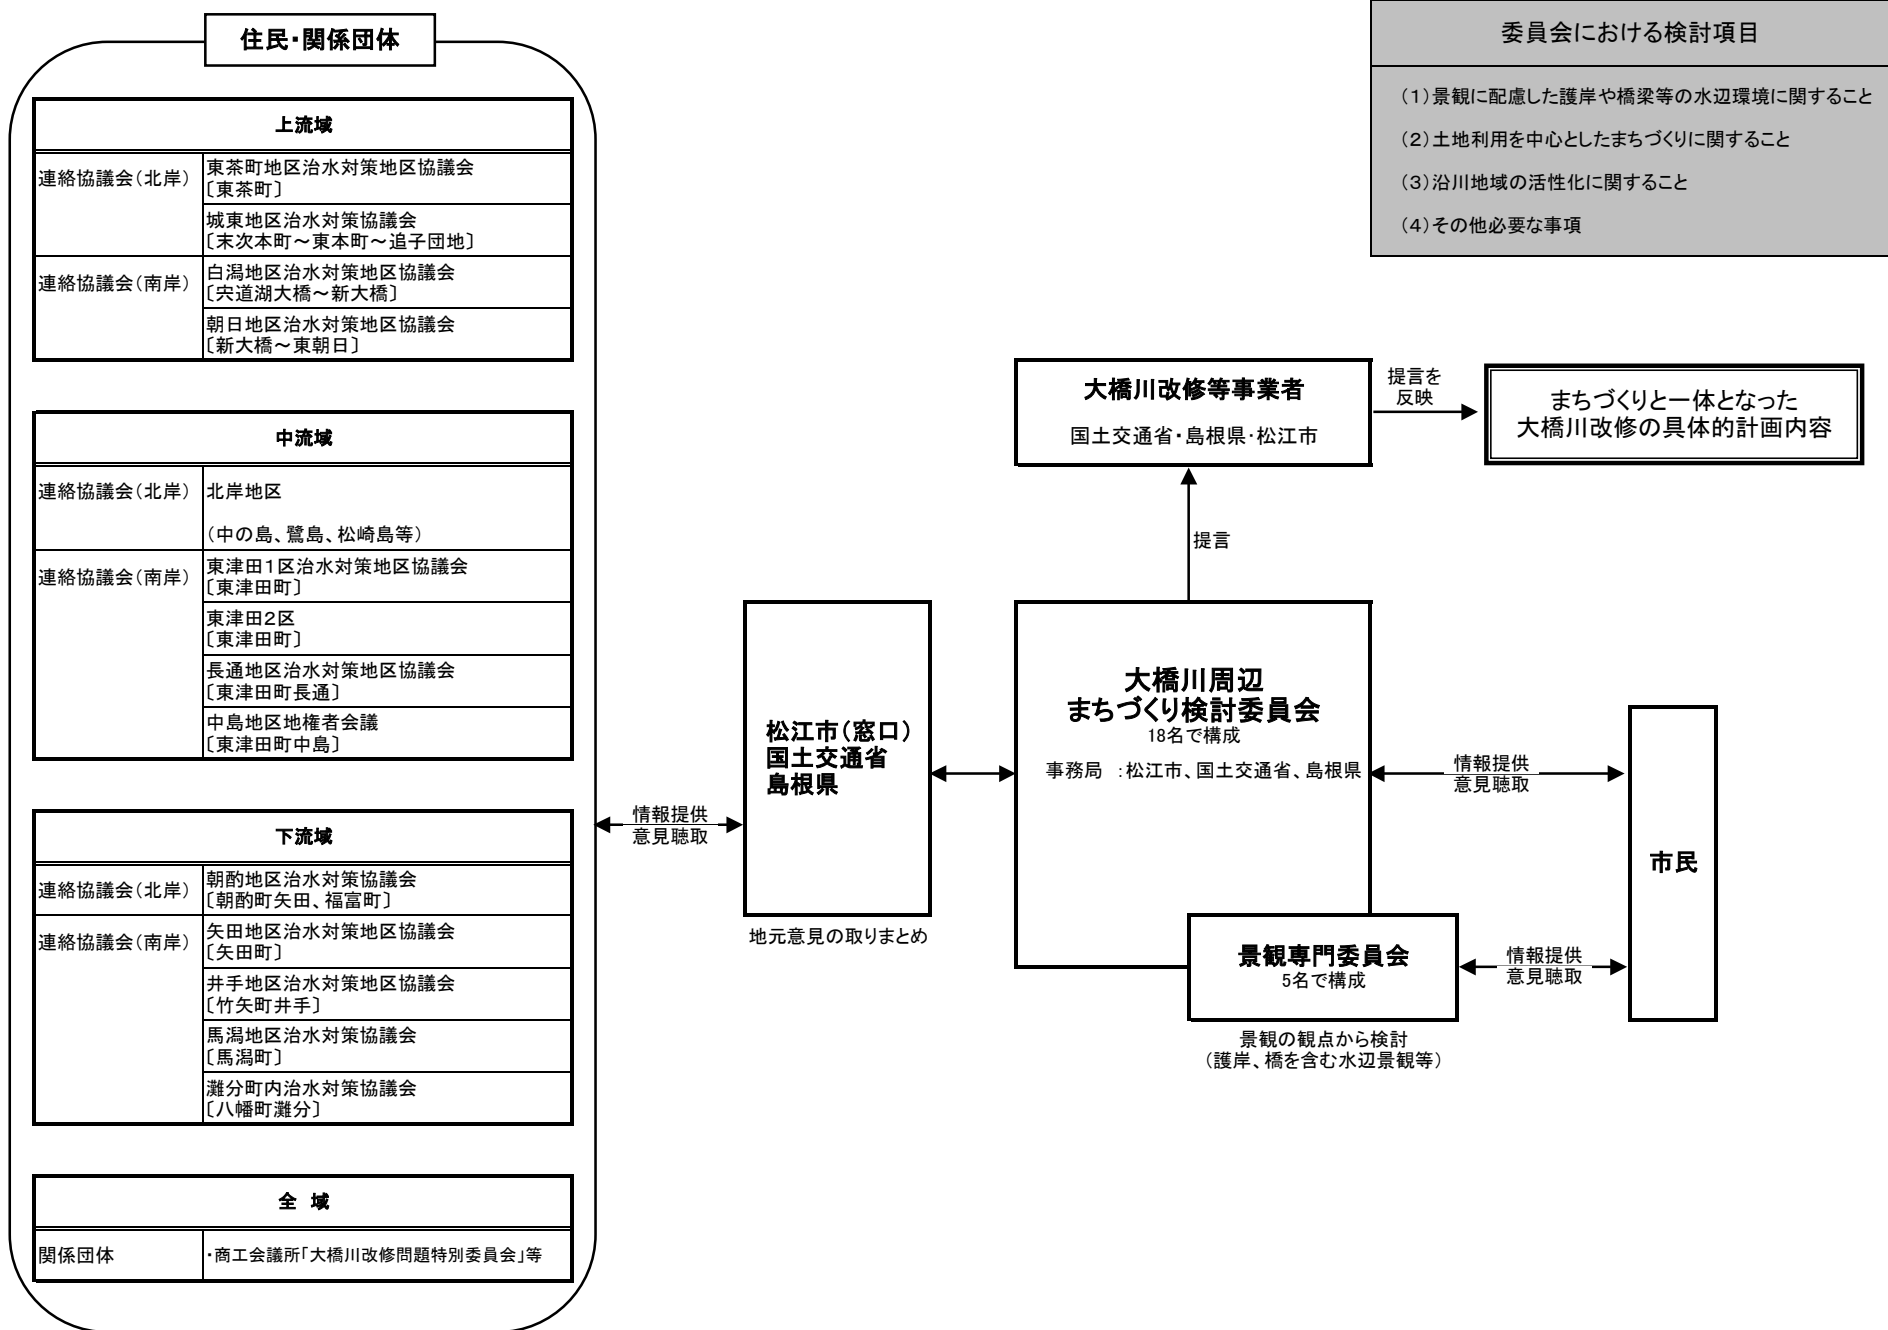 住民・関係団体
上流域
連絡協議会（北岸）
東茶町地区治水対策地区協議会
〔東茶町〕
城東地区治水対策協議会
〔末次本町～東本町～追子団地〕
連絡協議会（南岸）
白潟地区治水対策地区協議会
〔宍道湖大橋～新大橋〕
朝日地区治水対策地区協議会
〔新大橋～東朝日〕
中流域
連絡協議会（北岸）
北岸地区
（中の島、鷺島、松崎島等）
連絡協議会（南岸）
東津田1区治水対策地区協議会
〔東津田町〕
東津田2区
〔東津田町〕
長通地区治水対策地区協議会
〔東津田町長通〕
中島地区地権者会議
〔東津田町中島〕
下流域
連絡協議会（北岸）
朝酌地区治水対策協議会
〔朝酌町矢田、福富町〕
連絡協議会（南岸）
矢田地区治水対策地区協議会
〔矢田町〕
井手地区治水対策地区協議会
〔竹矢町井手〕
馬潟地区治水対策協議会
〔馬潟町〕
灘分町内治水対策協議会
〔八幡町灘分〕
全 域
関係団体
・商工会議所「大橋川改修問題特別委員会」等
情報提供
意見聴取
松江市（窓口）
国土交通省
島根県
地元意見の取りまとめ
委員会における検討項目
（1）景観に配慮した護岸や橋梁等の水辺環境に関すること
（2）土地利用を中心としたまちづくりに関すること
（3）沿川地域の活性化に関すること
（4）その他必要な事項
大橋川改修等事業者
国土交通省・島根県・松江市
提言を
反映
まちづくりと一体となった
大橋川改修の具体的計画内容
提言
大橋川周辺
まちづくり検討委員会
18名で構成
事務局 ：松江市、国土交通省、島根県
情報提供
意見聴取
景観専門委員会
5名で構成
景観の観点から検討
（護岸、橋を含む水辺景観等）
情報提供
意見聴取
市民